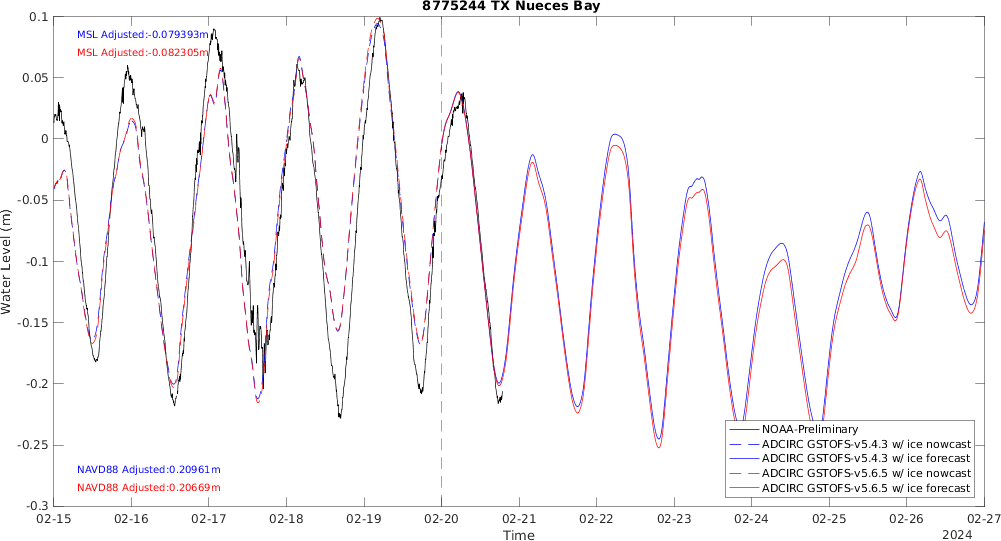 8775244 TX Nueces Bay
0.1
0.05
0
-0.05
-0.1
-0.15
-0.2
-0.25
-0.3
Water Level (m)
MSL Adjusted:-0.079393m
MSL Adjusted:-0.082305m
NAVD88 Adjusted:0.20961m
NAVD88 Adjusted:0.20669m
NOAA-Preliminary
ADCIRC GSTOFS-v5.4.3 w/ ice nowcast
ADCIRC GSTOFS-v5.4.3 w/ ice forecast
ADCIRC GSTOFS-v5.6.5 w/ ice nowcast
ADCIRC GSTOFS-v5.6.5 w/ ice forecast
02-15 02-16 02-17 02-18 02-19 02-20 02-21 02-22 02-23 02-24 02-25 02-26 02-27
Time
2024